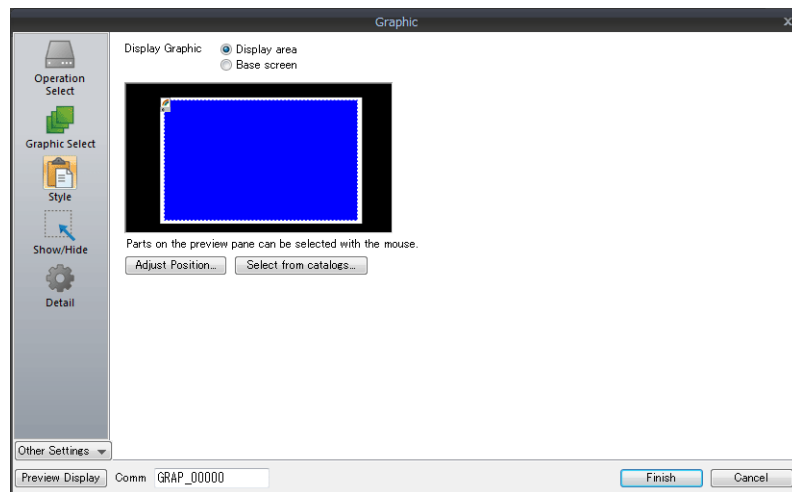 Graphic
Operation
Select
Graphic Select
Style
Show/Hide
Detail
Other Settings
Display Graphic
Display area
Base screen
Parts on the preview pane can be selected with the mouse.
Adjust Position...
Select from catalogs...
Preview Display
Comm
GRAP_00000
Finish
Cancel